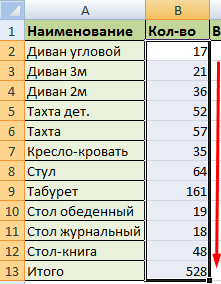 A B
1 Наименование Кол-во В
2 Диван угловой 17
3 Диван 3м 21
4 Диван 2м 36
5 Тахта дет. 52
6 Тахта 57
7 Кресло-кровать 35
8 Стул 64
9 Табурет 161
10 Стол обеденный 19
11 Стол журнальный 18
12 Стол-книга 48
13 Итого 528